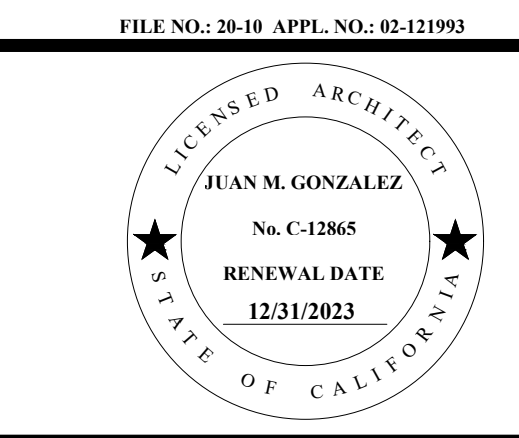 FILE NO.: 20-10 APPL. NO.: 02-121993
LICENSED ARCHITECT
JUAN M. GONZALEZ
No. C-12865
RENEWAL DATE
12/31/2023
STATE OF CALIFORNIA